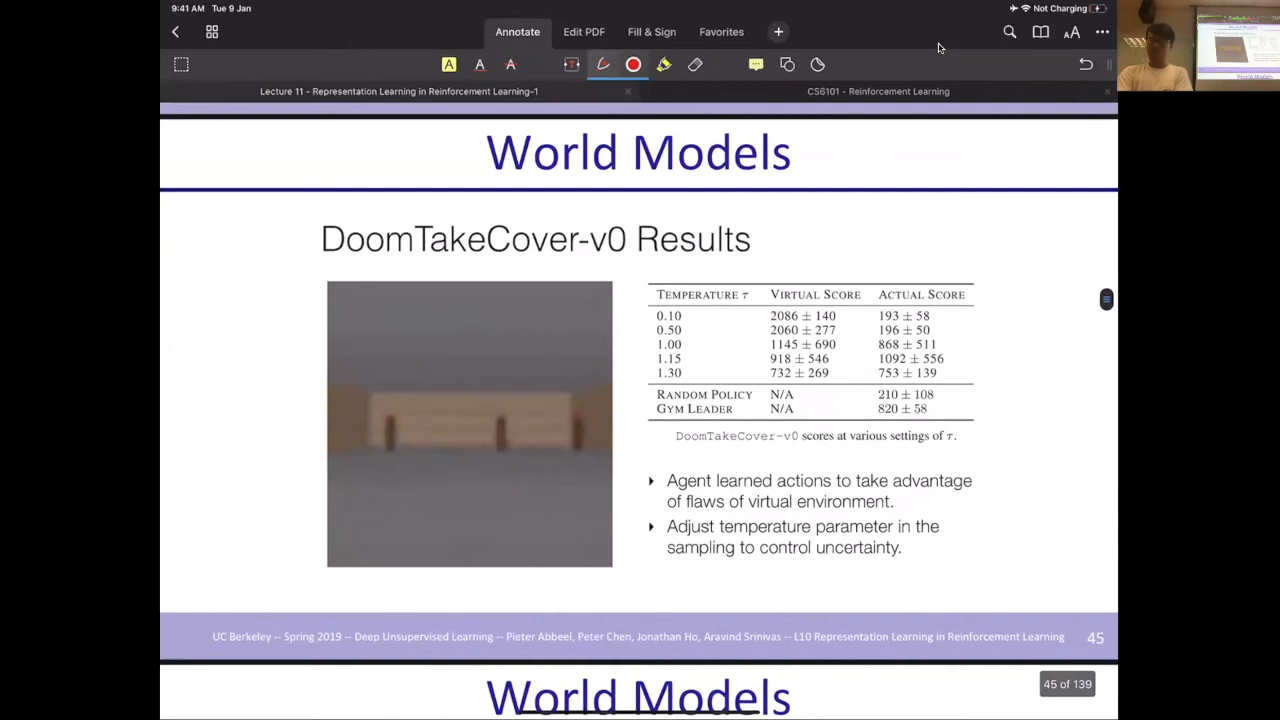 9:41 AM Tue 9 Jan
Not Charging
Annotate
Edit PDF
Fill & Sign
Favorites
Lecture 11 - Representation Learning in Reinforcement Learning-1
CS6101 - Reinforcement Learning
World Models
DoomTakeCover-v0 Results
TEMPERATURE τ VIRTUAL SCORE ACTUAL SCORE
0.10 2086 ± 140 193 ± 58
0.50 2060 ± 277 196 ± 50
1.00 1145 ± 690 868 ± 511
1.15 918 ± 546 1092 ± 556
1.30 732 ± 269 753 ± 139
RANDOM POLICY N/A 210 ± 108
GYM LEADER N/A 820 ± 58
DoomTakeCover-v0 scores at various settings of τ.
Agent learned actions to take advantage
of flaws of virtual environment.
Adjust temperature parameter in the
sampling to control uncertainty.
UC Berkeley -- Spring 2019 -- Deep Unsupervised Learning -- Pieter Abbeel, Peter Chen, Jonathan Ho, Aravind Srinivas -- L10 Representation Learning in Reinforcement Learning 45
World Models
45 of 139